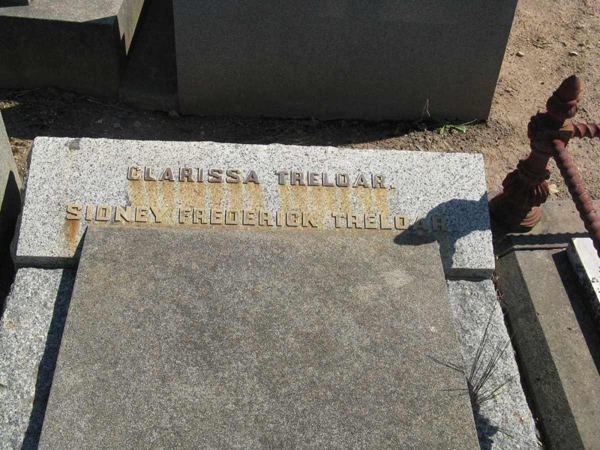 CLARISSA TRELOAR.
SIDNEY FREDERICK TRELOAR.